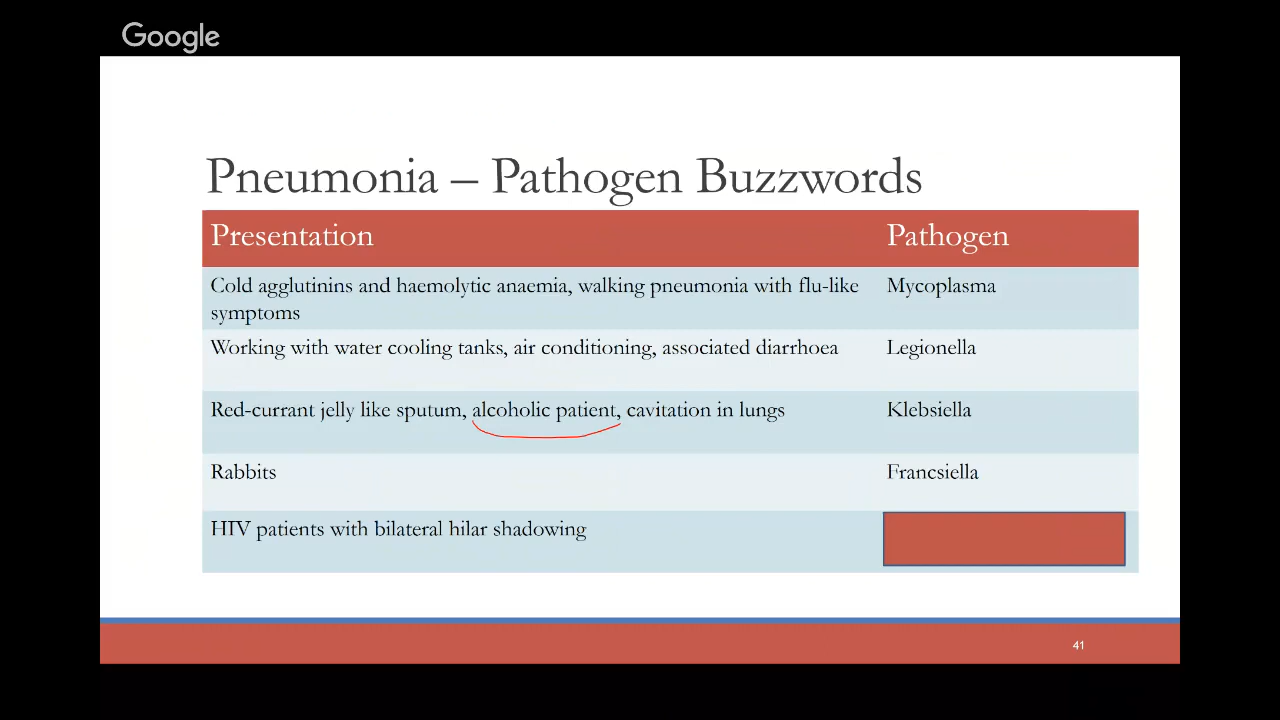 Google
Pneumonia – Pathogen Buzzwords
Presentation Pathogen
Cold agglutinins and haemolytic anaemia, walking pneumonia with flu-like Mycoplasma
symptoms
Working with water cooling tanks, air conditioning, associated diarrhoea Legionella
Red-currant jelly like sputum, alcoholic patient, cavitation in lungs Klebsiella
Rabbits Francsiella
HIV patients with bilateral hilar shadowing
41